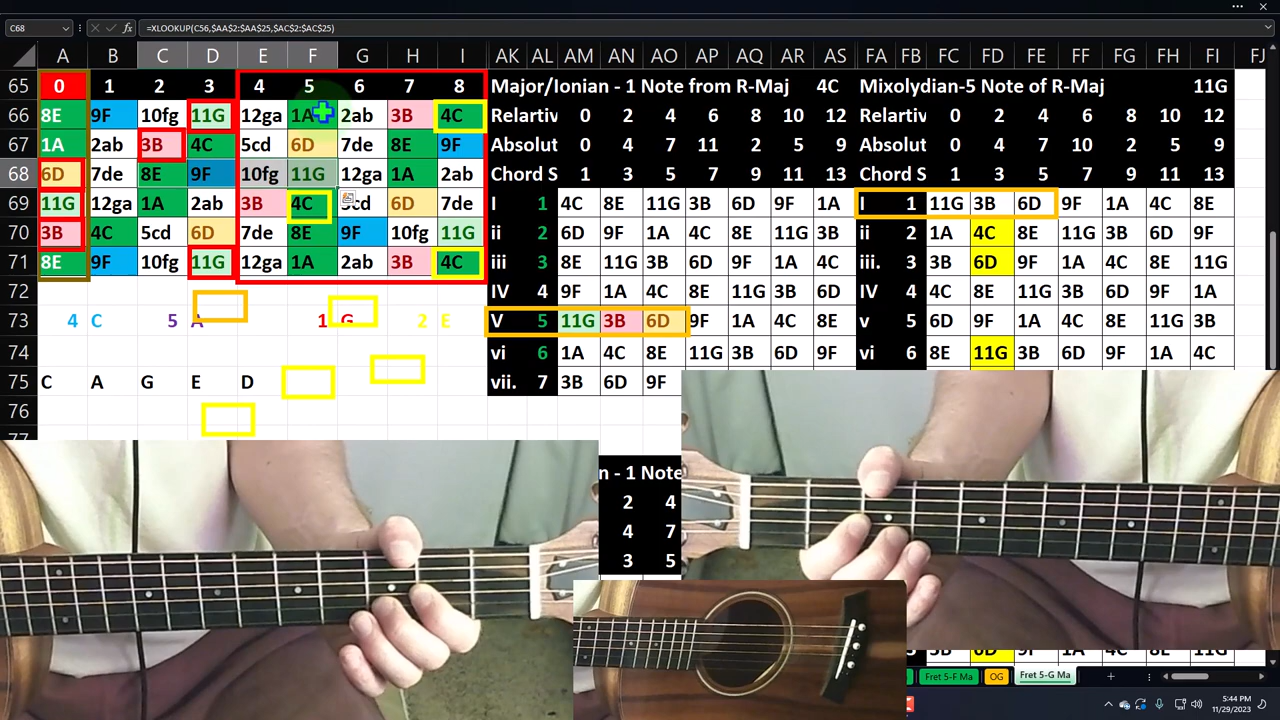 C68 fx =XLOOKUP(C56,$AA$2:$AA$25,$AC$2:$AC$25)
A B C D E F G H I AK AL AM AN AO AP AQ AR AS FA FB FC FD FE FF FG FH FI FJ
65 0 1 2 3 4 5 6 7 8 Major/Ionian - 1 Note from R-Maj 4C Mixolydian-5 Note of R-Maj 11G
66 8E 9F 10fg 11G 12ga 1A 2ab 3B 4C Relartiv 0 2 4 6 8 10 12 Relartiv 0 2 4 6 8 10 12
67 1A 2ab 3B 4C 5cd 6D 7de 8E 9F Absolut 0 4 7 11 2 5 9 Absolut 0 4 7 10 2 5 9
68 6D 7de 8E 9F 10fg 11G 12ga 1A 2ab Chord S 1 3 5 7 9 11 13 Chord S 1 3 5 7 9 11 13
69 11G 12ga 1A 2ab 3B 4C 6D 7de I 1 4C 8E 11G 3B 6D 9F 1A I 1 11G 3B 6D 9F 1A 4C 8E
70 3B 4C 5cd 6D 7de 8E 9F 10fg 11G ii 2 6D 9F 1A 4C 8E 11G 3B ii 2 1A 4C 8E 11G 3B 6D 9F
71 8E 9F 10fg 11G 12ga 1A 2ab 3B 4C iii 3 8E 11G 3B 6D 9F 1A 4C iii. 3 3B 6D 9F 1A 4C 8E 11G
72 IV 4 9F 1A 4C 8E 11G 3B 6D IV 4 4C 8E 11G 3B 6D 9F 1A
73 4 C 5 A 1 G 2 E V 5 11G 3B 6D 9F 1A 4C 8E v 5 6D 9F 1A 4C 8E 11G 3B
74 vi 6 1A 4C 8E 11G 3B 6D 9F vi 6 8E 11G 3B 6D 9F 1A 4C
75 C A G E D vii. 7 3B 6D 9F
76
n - 1 Note
2 4
4 7
3 5
Fret 5-F Ma OG Fret 5-G Ma
5:44 PM
11/29/2023